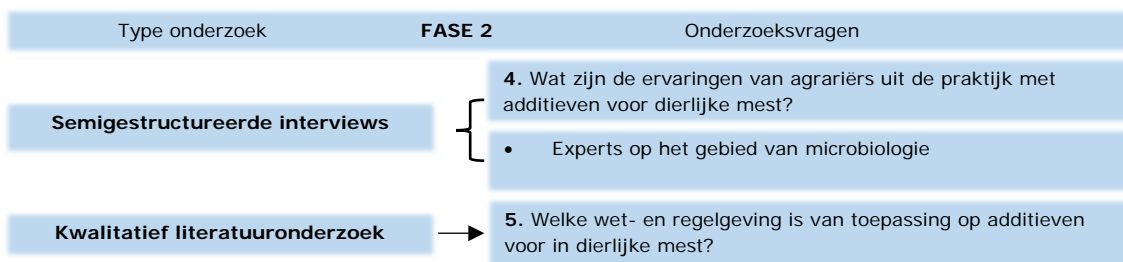 Type onderzoek FASE 2 Onderzoeksvragen
4. Wat zijn de ervaringen van agrariërs uit de praktijk met
additieven voor dierlijke mest?
Semigestructureerde interviews
• Experts op het gebied van microbiologie
5. Welke wet- en regelgeving is van toepassing op additieven
Kwalitatief literatuuronderzoek
voor in dierlijke mest?